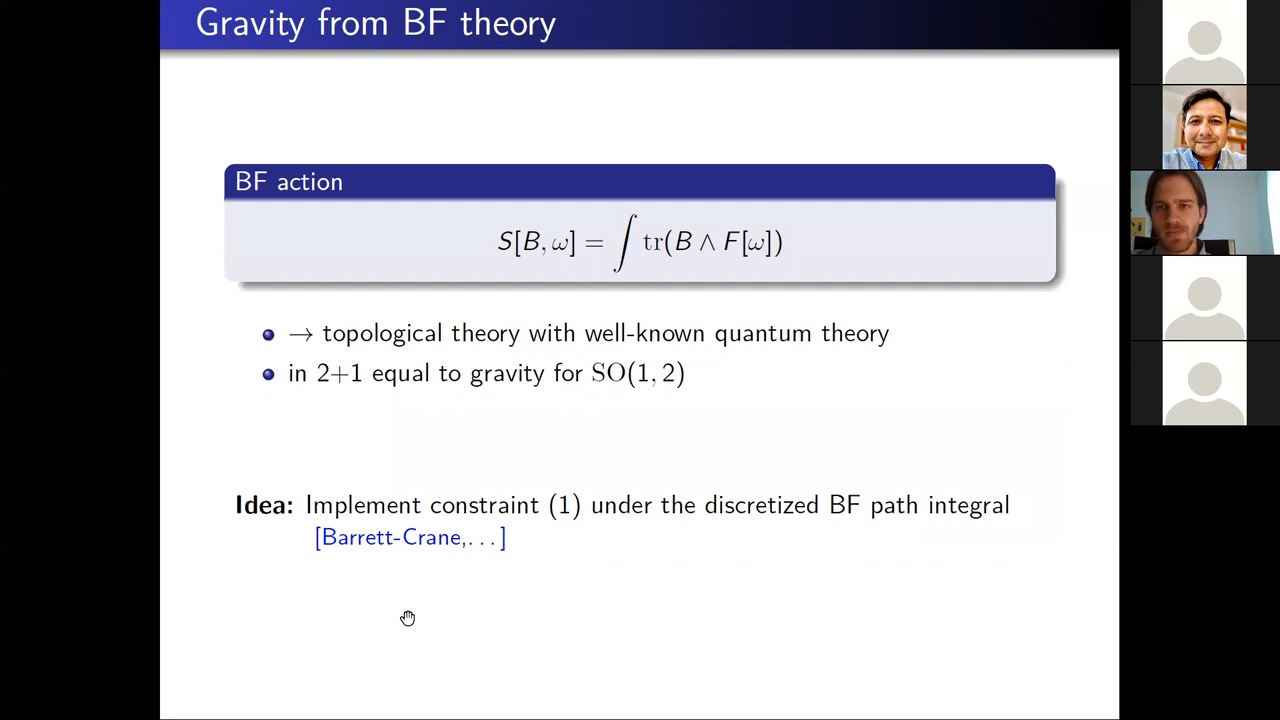 Gravity from BF theory
BF action
S[B, ω] = ∫ tr(B ∧ F[ω])
→ topological theory with well-known quantum theory
in 2+1 equal to gravity for SO(1, 2)
Idea: Implement constraint (1) under the discretized BF path integral
[Barrett-Crane,...]